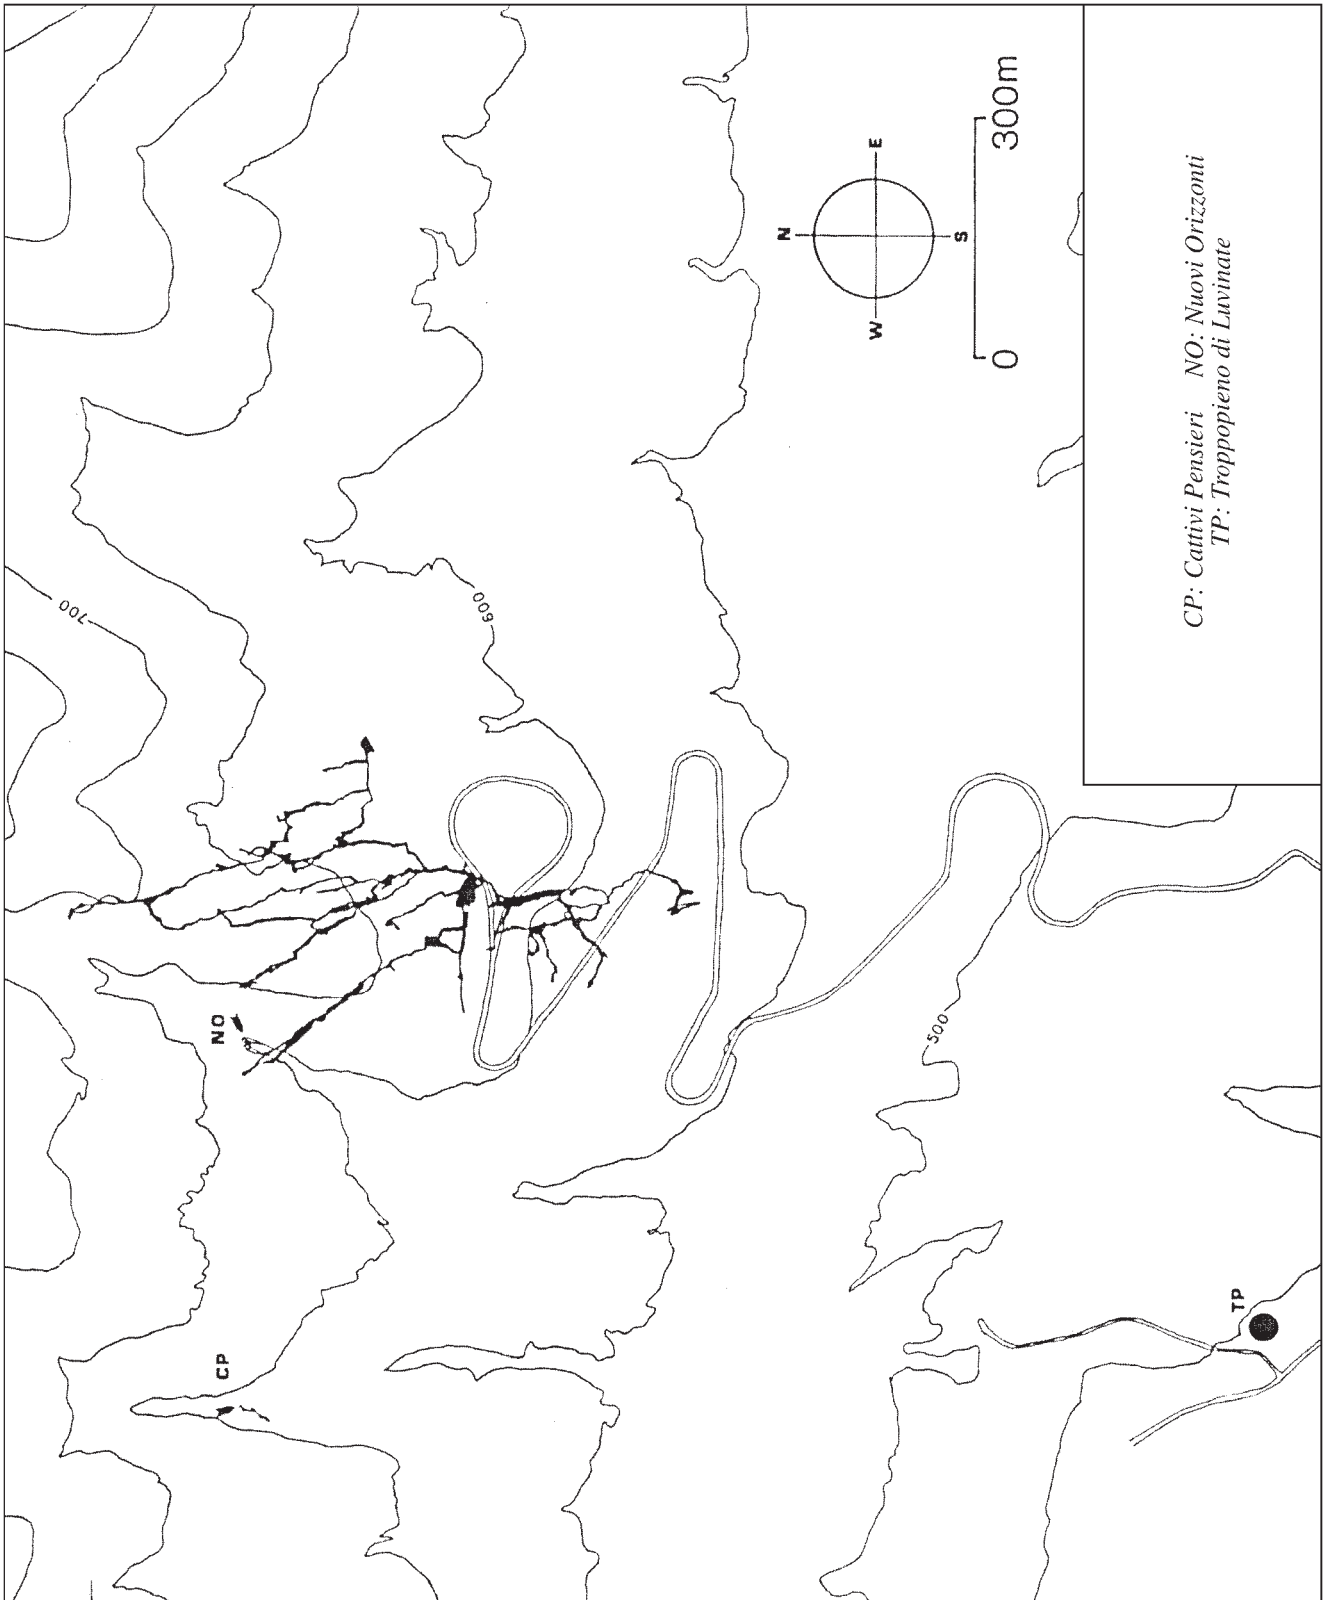 700
600
N
W
E
S
0
300m
NO
CP
500
TP
CP: Cattivi Pensieri NO: Nuovi Orizzonti
TP: Troppopieno di Luvinate